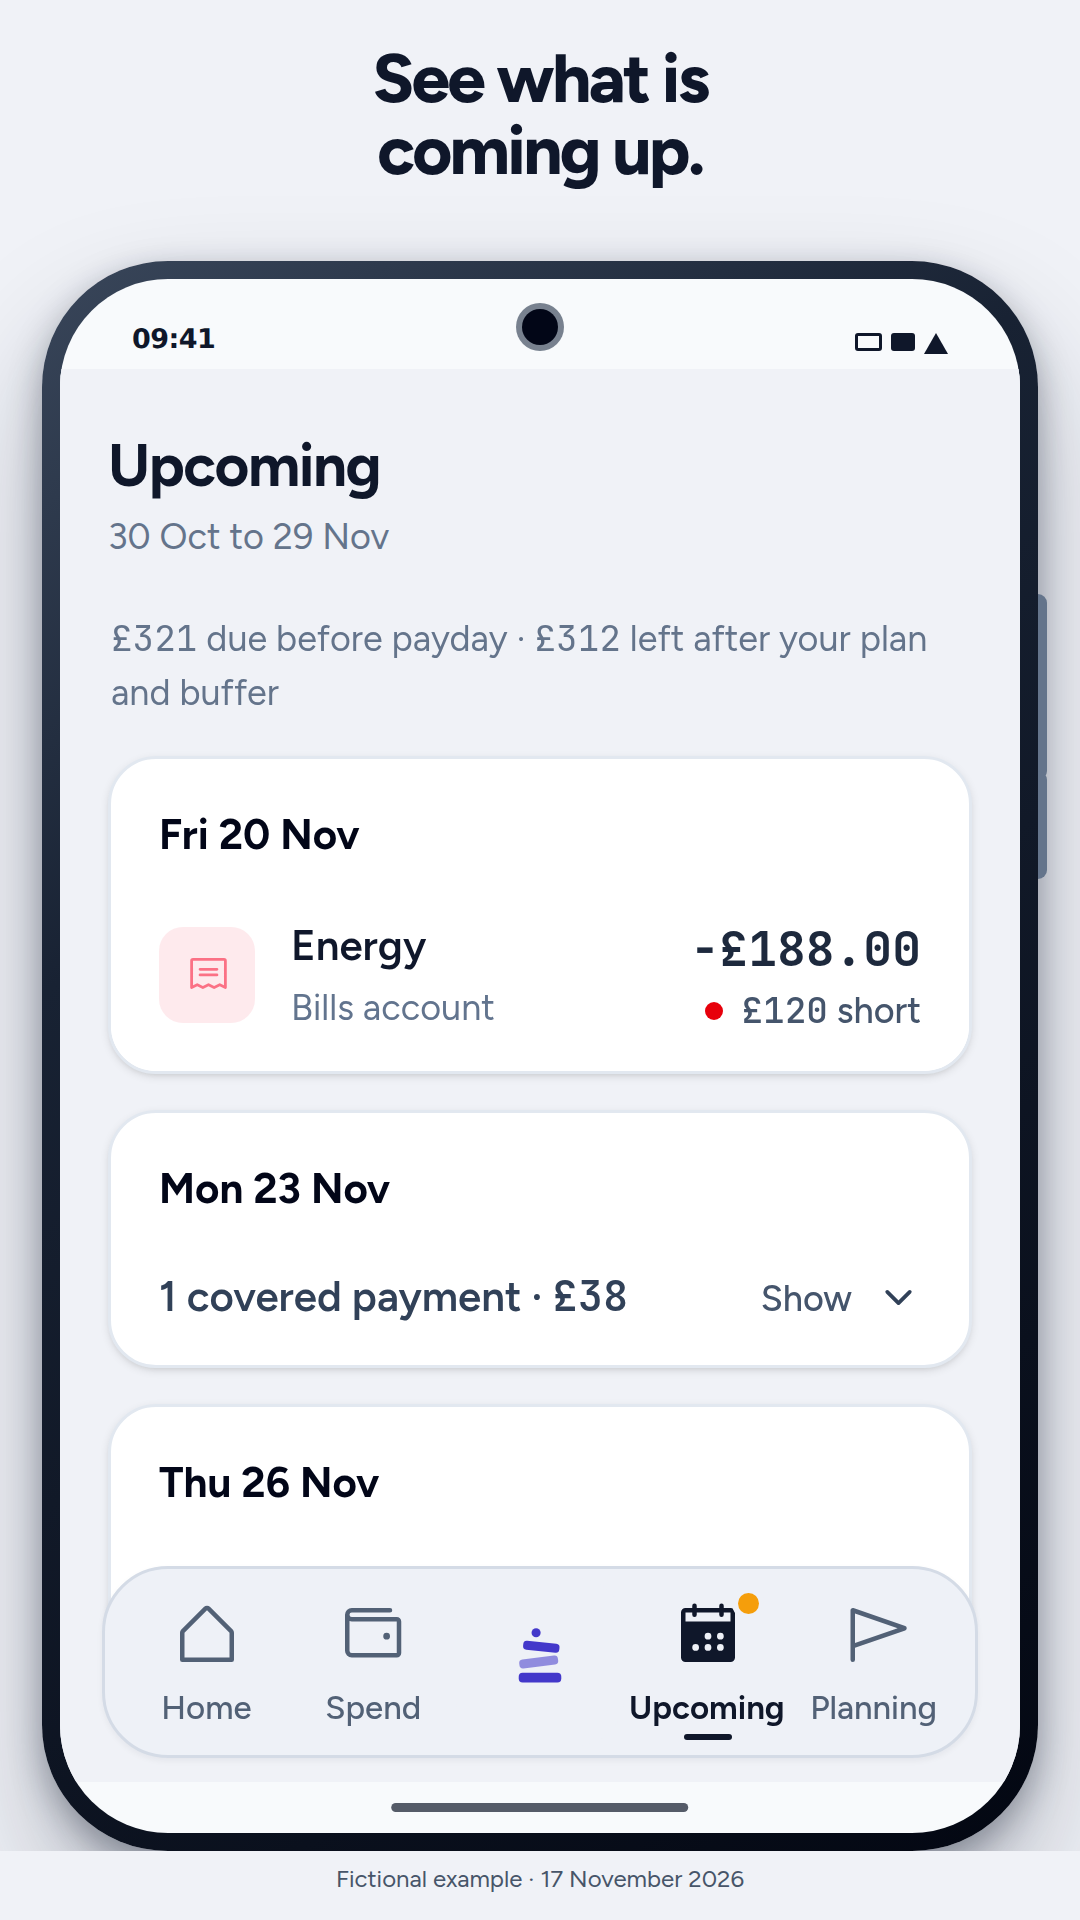 See what is
coming up.
09:41
Upcoming
30 Oct to 29 Nov
£321 due before payday · £312 left after your plan
and buffer
Fri 20 Nov
Energy
-£188.00
Bills account
£120 short
Mon 23 Nov
1 covered payment · £38
Show
Thu 26 Nov
Home
Spend
Upcoming
Planning
Fictional example · 17 November 2026